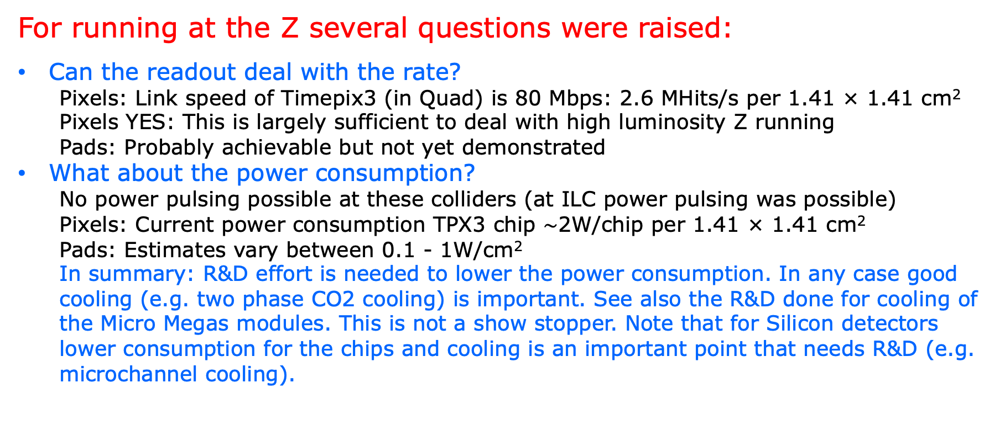 For running at the Z several questions were raised:
• Can the readout deal with the rate?
Pixels: Link speed of Timepix3 (in Quad) is 80 Mbps: 2.6 MHits/s per 1.41 × 1.41 cm²
Pixels YES: This is largely sufficient to deal with high luminosity Z running
Pads: Probably achievable but not yet demonstrated
• What about the power consumption?
No power pulsing possible at these colliders (at ILC power pulsing was possible)
Pixels: Current power consumption TPX3 chip ~2W/chip per 1.41 × 1.41 cm²
Pads: Estimates vary between 0.1 - 1W/cm²
In summary: R&D effort is needed to lower the power consumption. In any case good
cooling (e.g. two phase CO2 cooling) is important. See also the R&D done for cooling of
the Micro Megas modules. This is not a show stopper. Note that for Silicon detectors
lower consumption for the chips and cooling is an important point that needs R&D (e.g.
microchannel cooling).